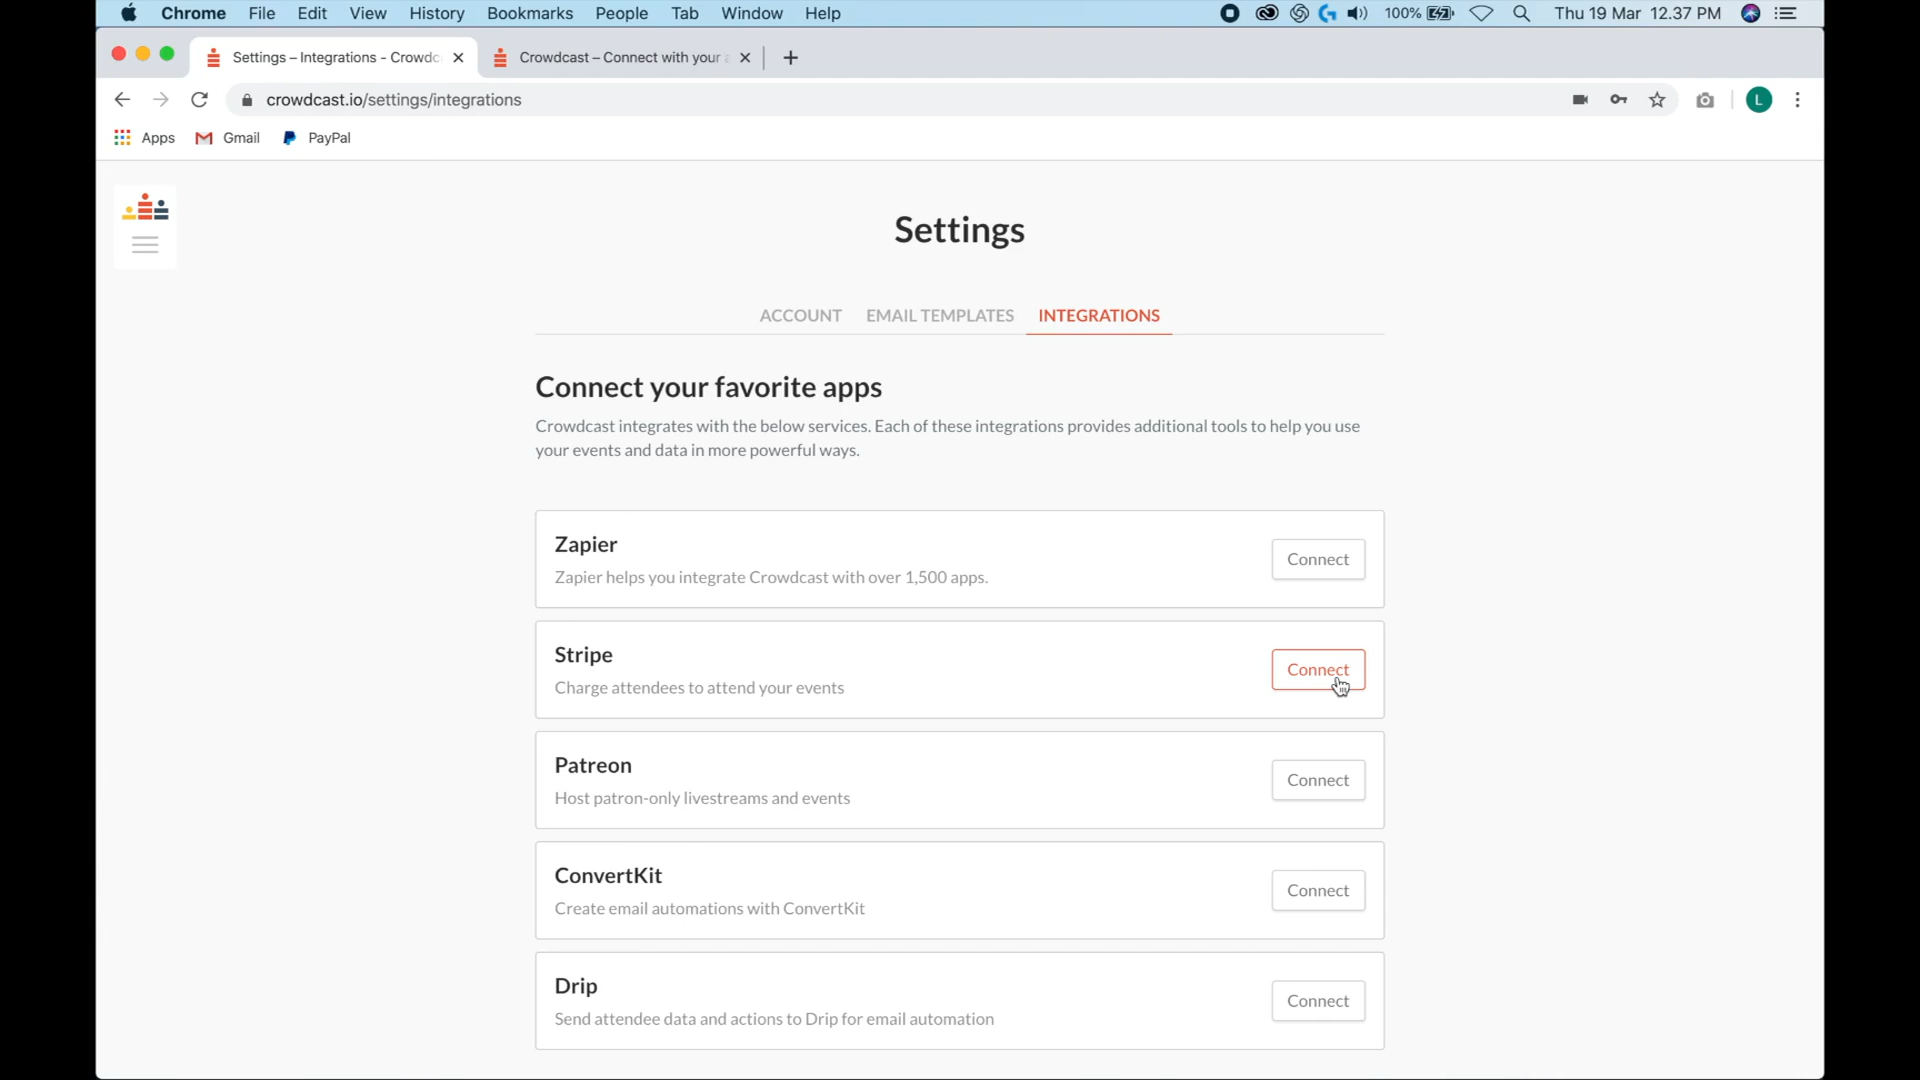 Chrome File Edit View History Bookmarks People Tab Window Help 100% Thu 19 Mar 12.37 PM
Settings – Integrations - Crowdc Crowdcast – Connect with your a
crowdcast.io/settings/integrations L
Apps Gmail PayPal
Settings
ACCOUNT EMAIL TEMPLATES INTEGRATIONS
Connect your favorite apps
Crowdcast integrates with the below services. Each of these integrations provides additional tools to help you use
your events and data in more powerful ways.
Zapier
Zapier helps you integrate Crowdcast with over 1,500 apps.
Connect
Stripe
Charge attendees to attend your events
Connect
Patreon
Host patron-only livestreams and events
Connect
ConvertKit
Create email automations with ConvertKit
Connect
Drip
Send attendee data and actions to Drip for email automation
Connect